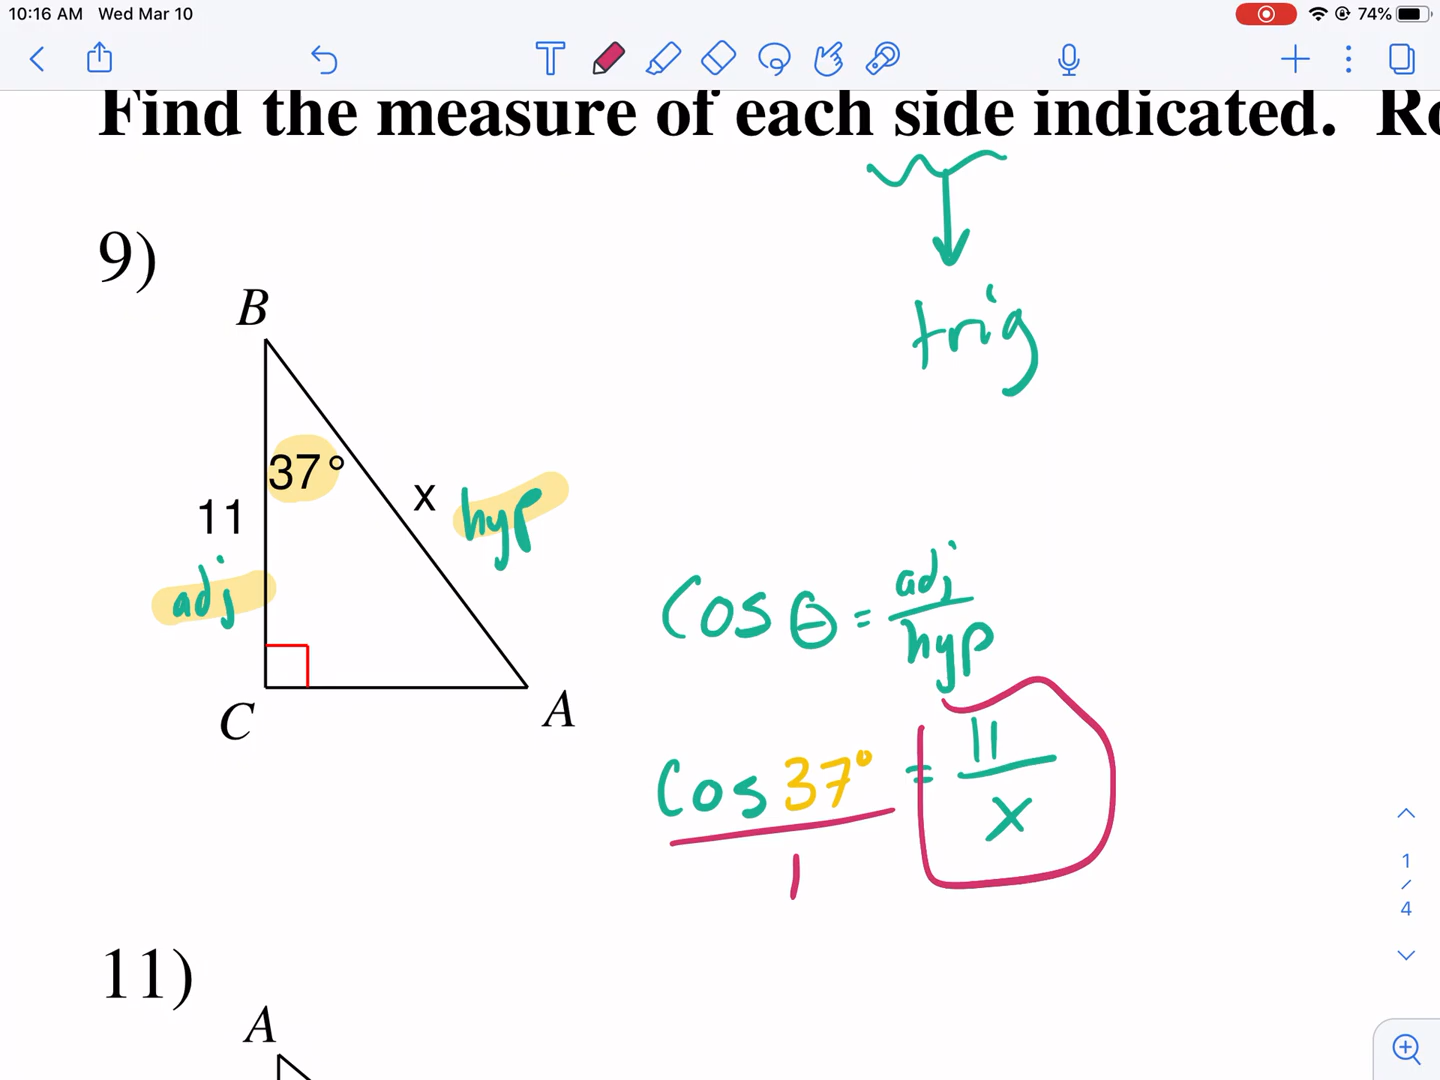 10:16 AM Wed Mar 10 74%
T
Find the measure of each side indicated. Ro
trig
9)
B
37°
11
x hyp
adj
C
A
Cos θ = adj/hyp
Cos 37°/1 = 11/x
1/4
11)
A